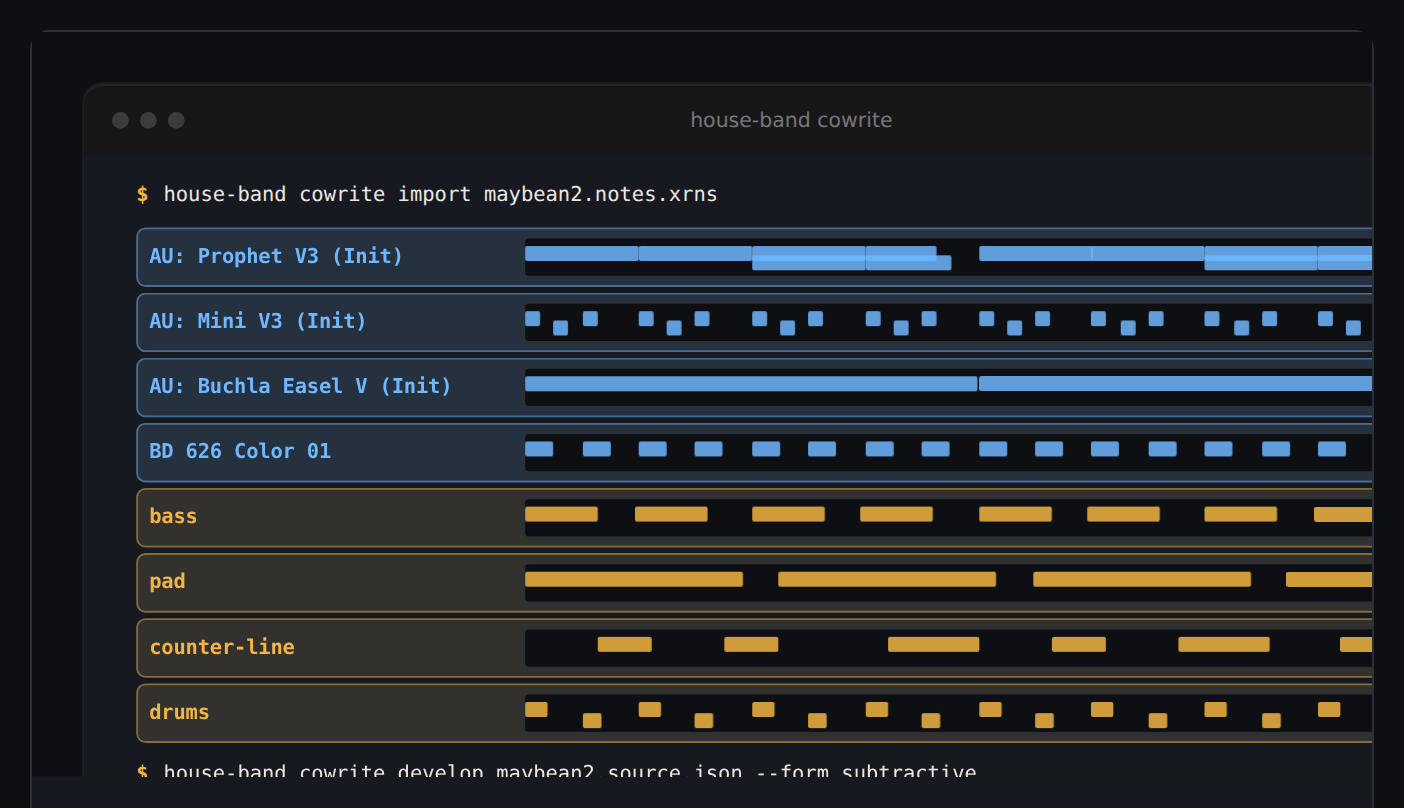 house-band cowrite
$ house-band cowrite import maybean2.notes.xrns
AU: Prophet V3 (Init)
AU: Mini V3 (Init)
AU: Buchla Easel V (Init)
BD 626 Color 01
bass
pad
counter-line
drums
$ house-band cowrite develop maybean2.source.json --form subtractive